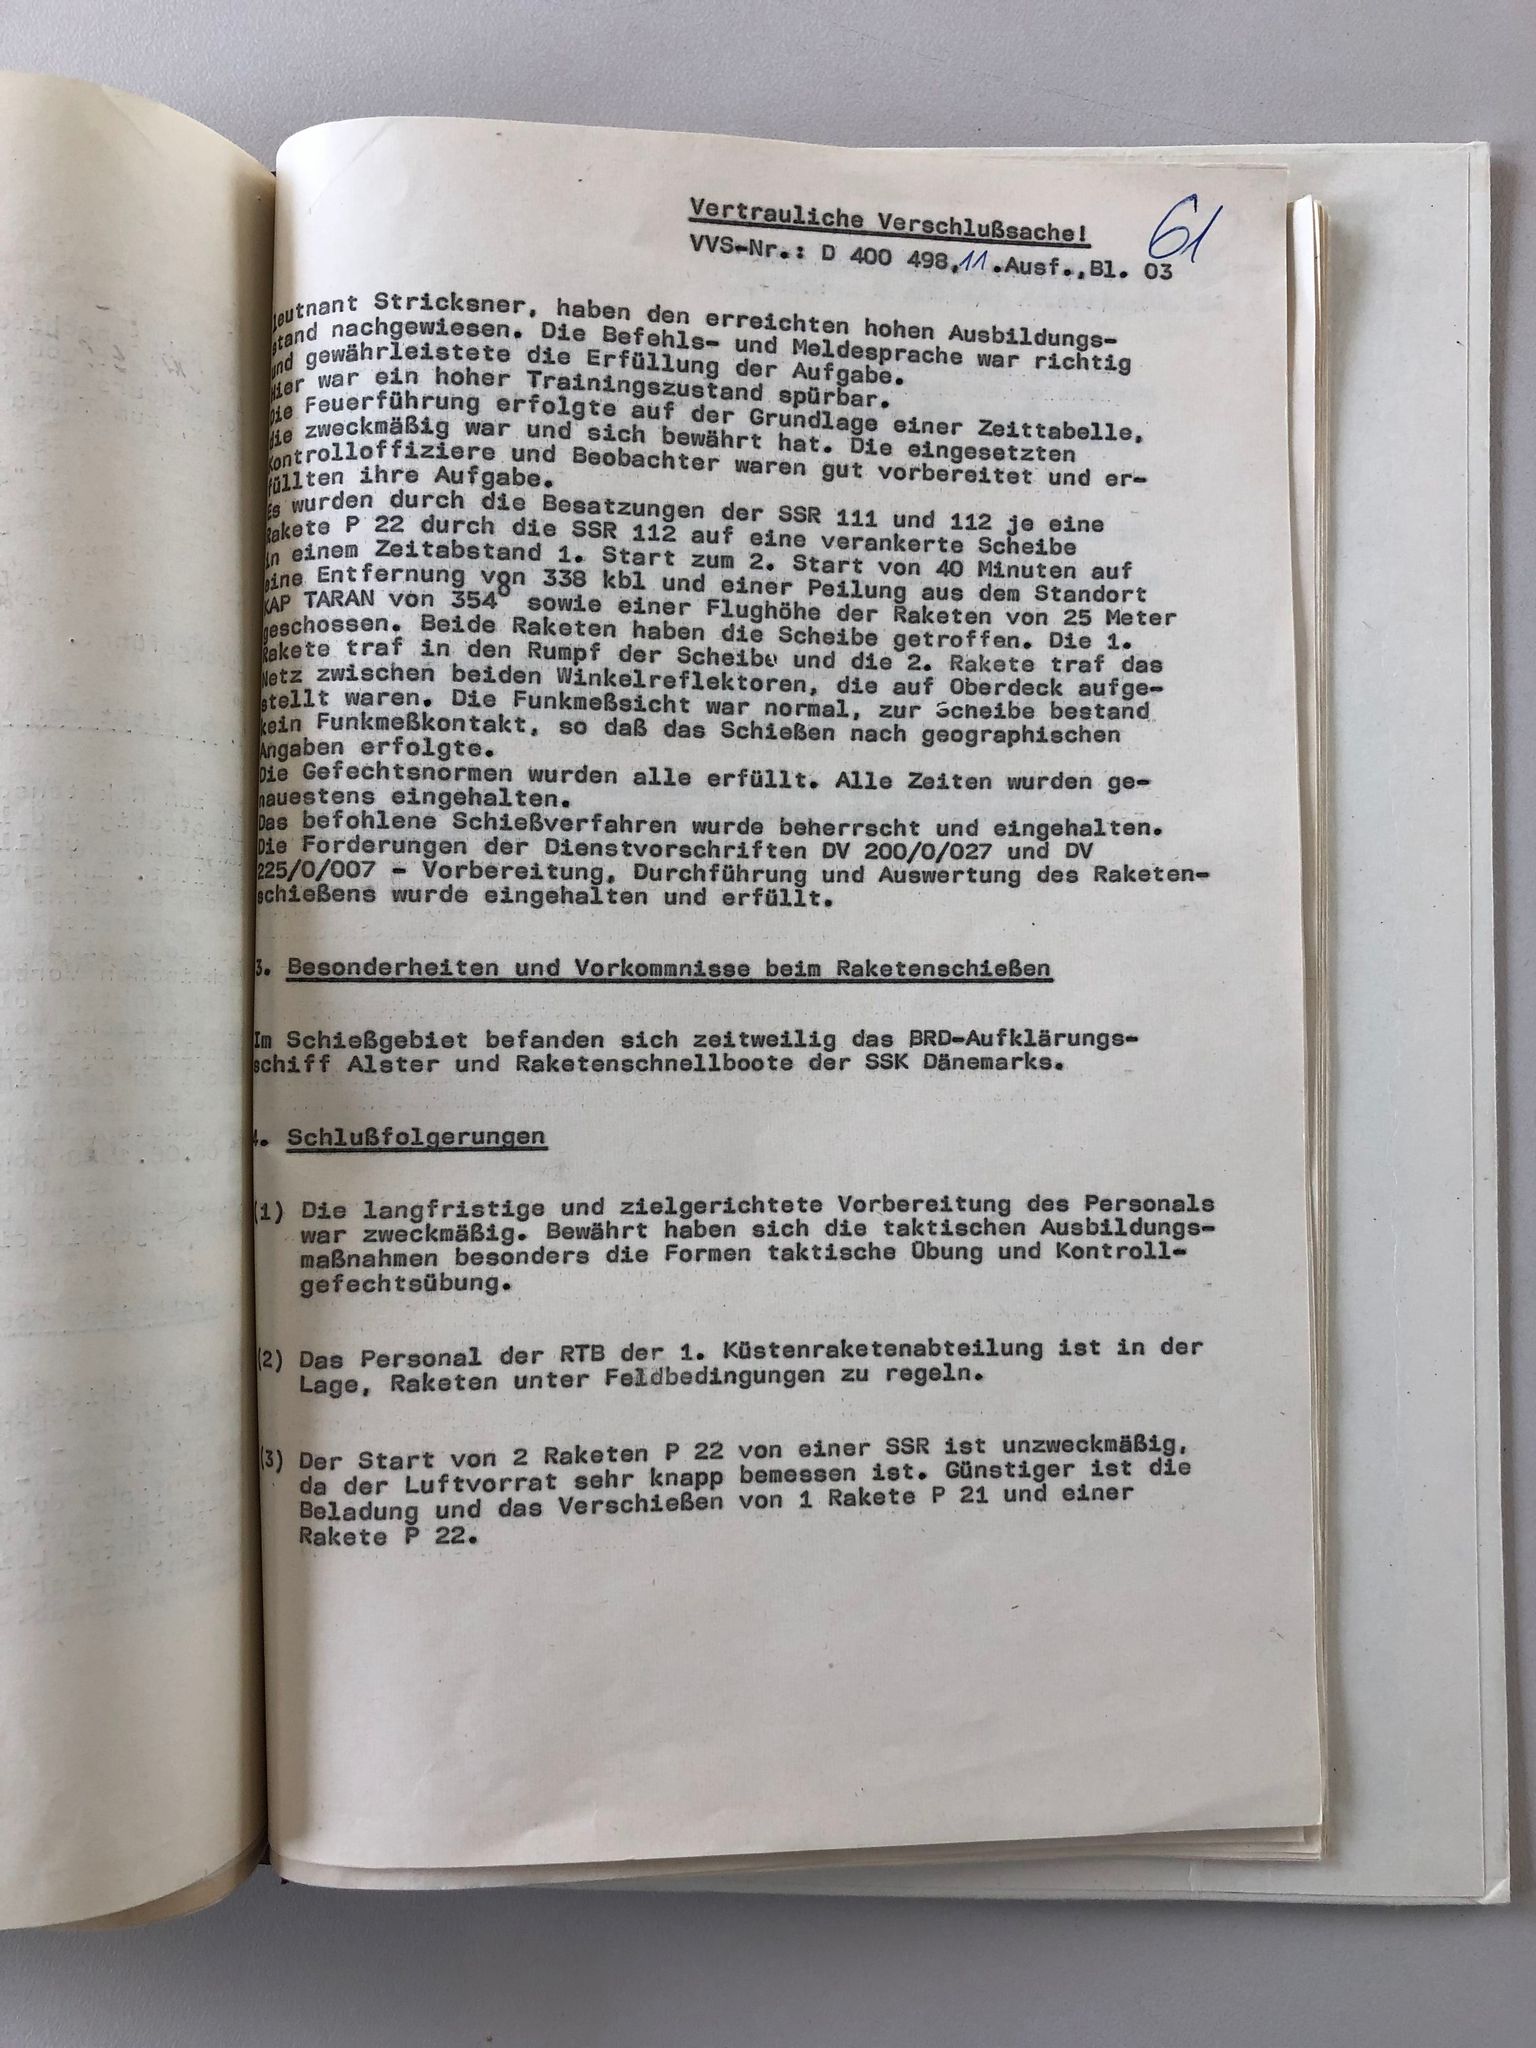 Vertrauliche Verschlußsache!
61
VVS-Nr.: D 400 498, 11 .Ausf.,Bl. 03
leutnant Stricksner, haben den erreichten hohen Ausbildungs-
stand nachgewiesen. Die Befehls- und Meldesprache war richtig
und gewährleistete die Erfüllung der Aufgabe.
Hier war ein hoher Trainingszustand spürbar.
Die Feuerführung erfolgte auf der Grundlage einer Zeittabelle,
die zweckmäßig war und sich bewährt hat. Die eingesetzten
Kontrolloffiziere und Beobachter waren gut vorbereitet und er-
füllten ihre Aufgabe.
Es wurden durch die Besatzungen der SSR 111 und 112 je eine
Rakete P 22 durch die SSR 112 auf eine verankerte Scheibe
in einem Zeitabstand 1. Start zum 2. Start von 40 Minuten auf
eine Entfernung von 338 kbl und einer Peilung aus dem Standort
KAP TARAN von 354° sowie einer Flughöhe der Raketen von 25 Meter
geschossen. Beide Raketen haben die Scheibe getroffen. Die 1.
Rakete traf in den Rumpf der Scheibe und die 2. Rakete traf das
Netz zwischen beiden Winkelreflektoren, die auf Oberdeck aufge-
stellt waren. Die Funkmeßsicht war normal, zur Scheibe bestand
kein Funkmeßkontakt, so daß das Schießen nach geographischen
Angaben erfolgte.
Die Gefechtsnormen wurden alle erfüllt. Alle Zeiten wurden ge-
nauestens eingehalten.
Das befohlene Schießverfahren wurde beherrscht und eingehalten.
Die Forderungen der Dienstvorschriften DV 200/0/027 und DV
225/0/007 - Vorbereitung, Durchführung und Auswertung des Raketen-
schießens wurde eingehalten und erfüllt.
3. Besonderheiten und Vorkommnisse beim Raketenschießen
Im Schießgebiet befanden sich zeitweilig das BRD-Aufklärungs-
schiff Alster und Raketenschnellboote der SSK Dänemarks.
4. Schlußfolgerungen
(1) Die langfristige und zielgerichtete Vorbereitung des Personals
war zweckmäßig. Bewährt haben sich die taktischen Ausbildungs-
maßnahmen besonders die Formen taktische Übung und Kontroll-
gefechtsübung.
(2) Das Personal der RTB der 1. Küstenraketenabteilung ist in der
Lage, Raketen unter Feldbedingungen zu regeln.
(3) Der Start von 2 Raketen P 22 von einer SSR ist unzweckmäßig,
da der Luftvorrat sehr knapp bemessen ist. Günstiger ist die
Beladung und das Verschießen von 1 Rakete P 21 und einer
Rakete P 22.